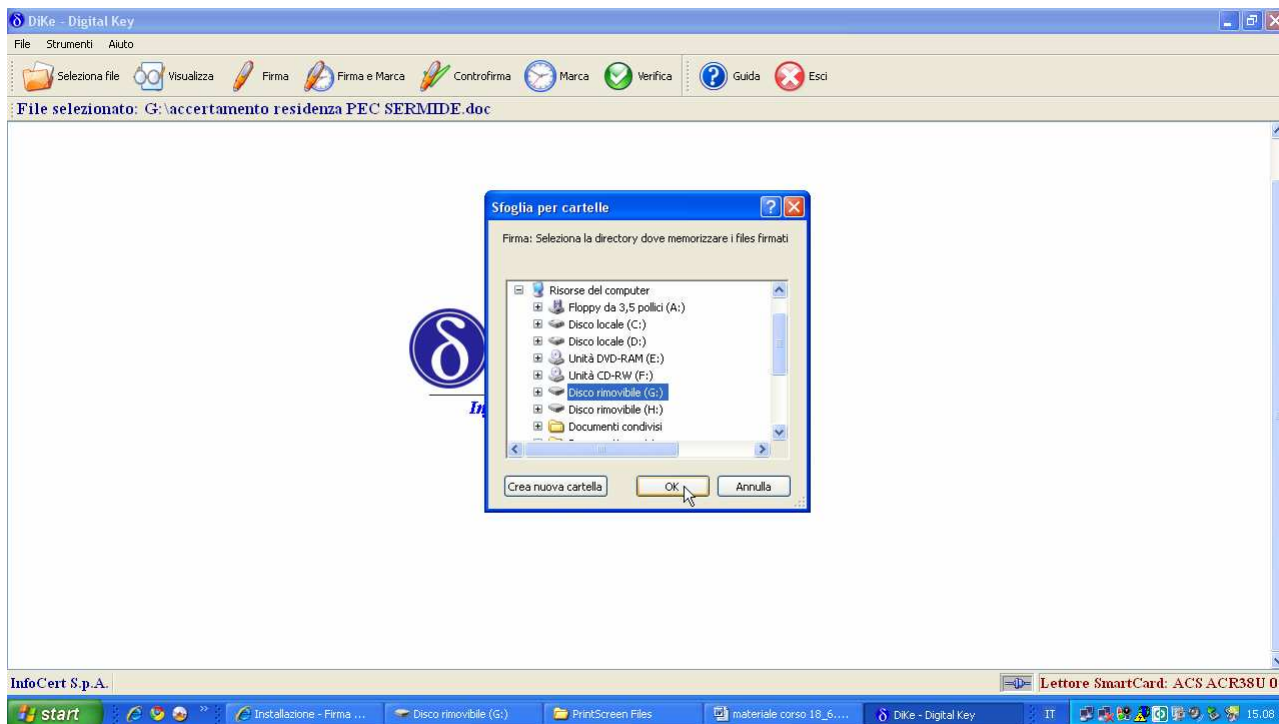 DiKe - Digital Key
File Strumenti Aiuto
Seleziona file Visualizza Firma Firma e Marca Controfirma Marca Verifica Guida Esci
File selezionato: G:\accertamento residenza PEC SERMIDE.doc
Sfoglia per cartelle
Firma: Seleziona la directory dove memorizzare i files firmati
Risorse del computer
Floppy da 3,5 pollici (A:)
Disco locale (C:)
Disco locale (D:)
Unità DVD-RAM (E:)
Unità CD-RW (F:)
Disco rimovibile (G:)
Disco rimovibile (H:)
Documenti condivisi
δ
In
Crea nuova cartella OK Annulla
InfoCert S.p.A. Lettore SmartCard: ACS ACR38U 0
start Installazione - Firma ... Disco rimovibile (G:) PrintScreen Files materiale corso 18_6.... DiKe - Digital Key IT 15.08